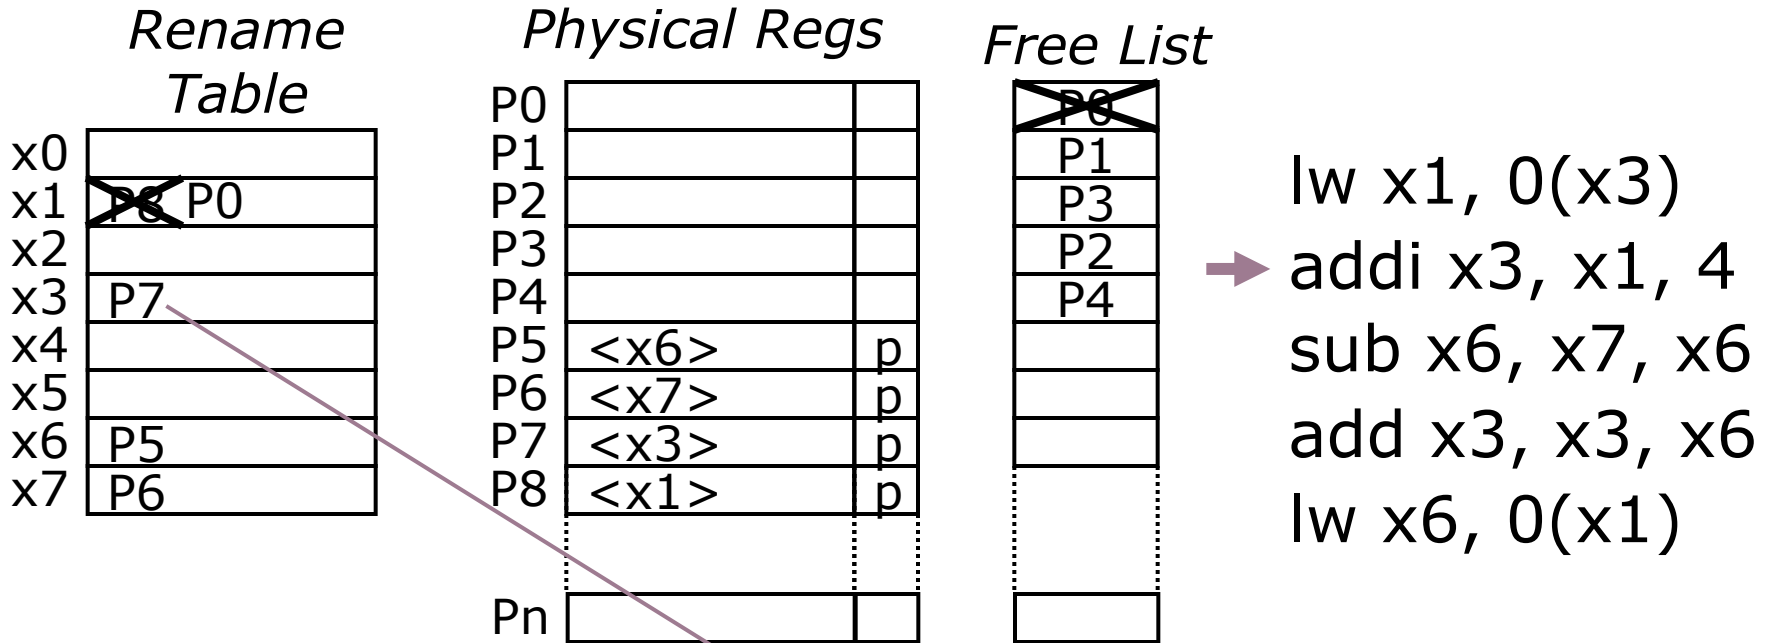 Rename
Table
x0
x1 P8 P0
x2
x3 P7
x4
x5
x6 P5
x7 P6
Physical Regs
P0
P1
P2
P3
P4
P5 <x6> p
P6 <x7> p
P7 <x3> p
P8 <x1> p
Pn
Free List
P0
P1
P3
P2
P4
lw x1, 0(x3)
addi x3, x1, 4
sub x6, x7, x6
add x3, x3, x6
lw x6, 0(x1)